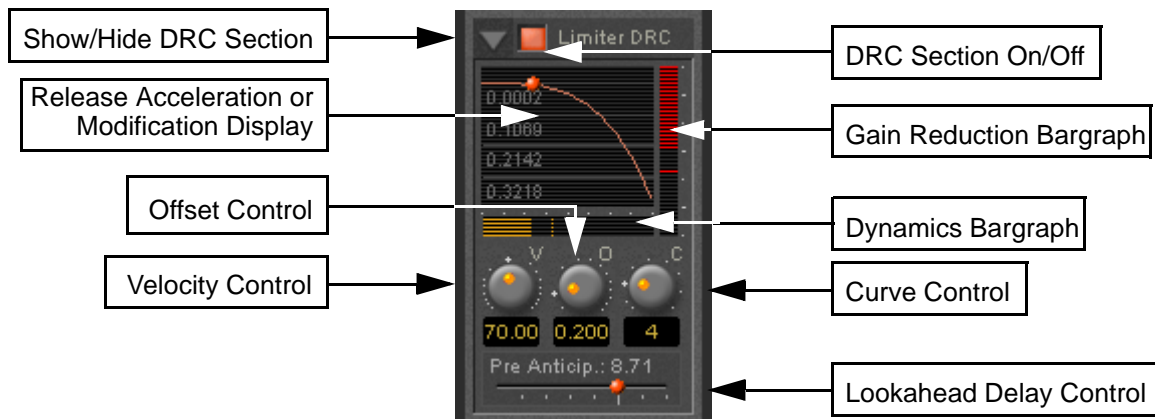 Show/Hide DRC Section
Limiter DRC
DRC Section On/Off
Release Acceleration or
Modification Display
0.0002
0.1069
0.2142
0.3218
Gain Reduction Bargraph
Offset Control
Dynamics Bargraph
V
O
C
Velocity Control
Curve Control
70.00
0.200
4
Pre Anticip.: 8.71
Lookahead Delay Control